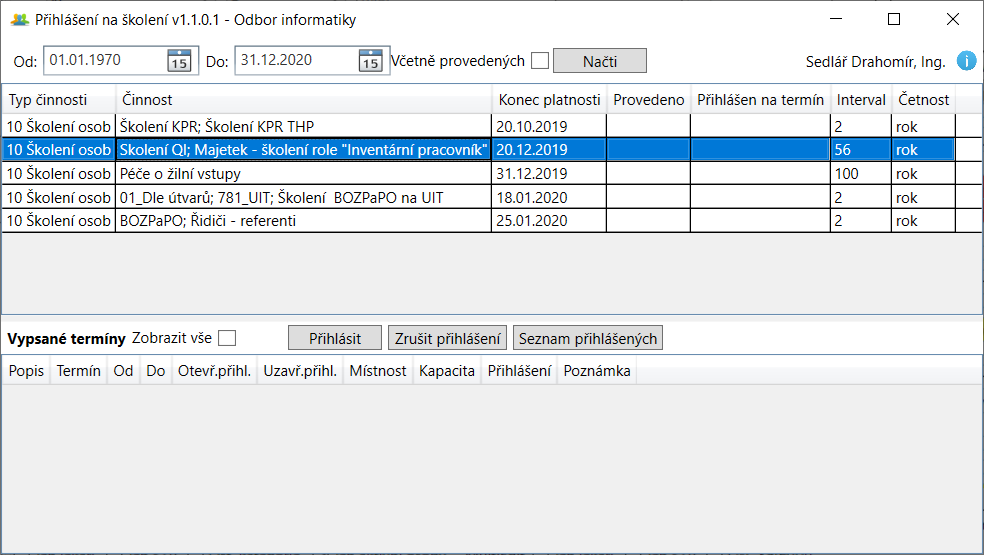 Přihlášení na školení v1.1.0.1 - Odbor informatiky
Od: 01.01.1970 15 Do: 31.12.2020 15 Včetně provedených Načti Sedlář Drahomír, Ing. i
Typ činnosti Činnost Konec platnosti Provedeno Přihlášen na termín Interval Četnost
10 Školení osob Školení KPR; Školení KPR THP 20.10.2019 2 rok
10 Školení osob Školení QI; Majetek - školení role "Inventární pracovník" 20.12.2019 56 rok
10 Školení osob Péče o žilní vstupy 31.12.2019 100 rok
10 Školení osob 01_Dle útvarů; 781_UIT; Školení  BOZPaPO na UIT 18.01.2020 2 rok
10 Školení osob BOZPaPO; Řidiči - referenti 25.01.2020 2 rok
Vypsané termíny Zobrazit vše Přihlásit Zrušit přihlášení Seznam přihlášených
Popis Termín Od Do Otevř.přihl. Uzavř.přihl. Místnost Kapacita Přihlášení Poznámka